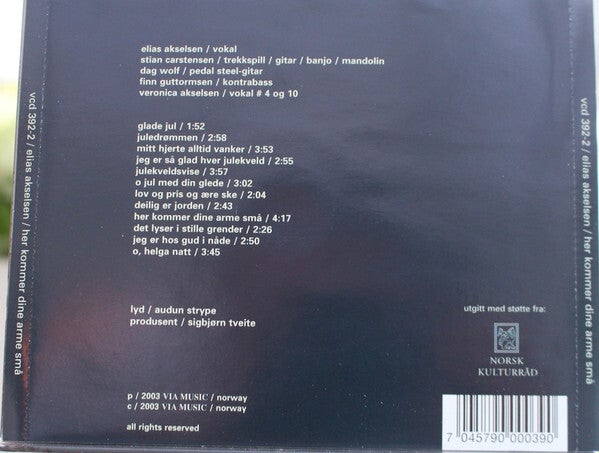 elias akselsen / vokal
stian carstensen / trekkspill / gitar / banjo / mandolin
dag wolf / pedal steel-gitar
finn guttormsen / kontrabass
veronica akselsen / vokal # 4 og 10
glade jul / 1:52
juledrømmen / 2:58
mitt hjerte alltid vanker / 3:53
jeg er så glad hver julekveld / 2:55
julekveldsvise / 3:57
o jul med din glede / 3:02
lov og pris og ære ske / 2:04
deilig er jorden / 2:43
her kommer dine arme små / 4:17
det lyser i stille grender / 2:26
jeg er hos gud i nåde / 2:50
o, helga natt / 3:45
lyd / audun strype
produsent / sigbjørn tveite
utgitt med støtte fra:
NORSK
KULTURRÅD
p / 2003 VIA MUSIC / norway
c / 2003 VIA MUSIC / norway
all rights reserved
7 045790 000390
vcd 392-2 / elias akselsen / her kommer dine arme små
vcd 392-2 / elias akselsen / her kommer dine arme små